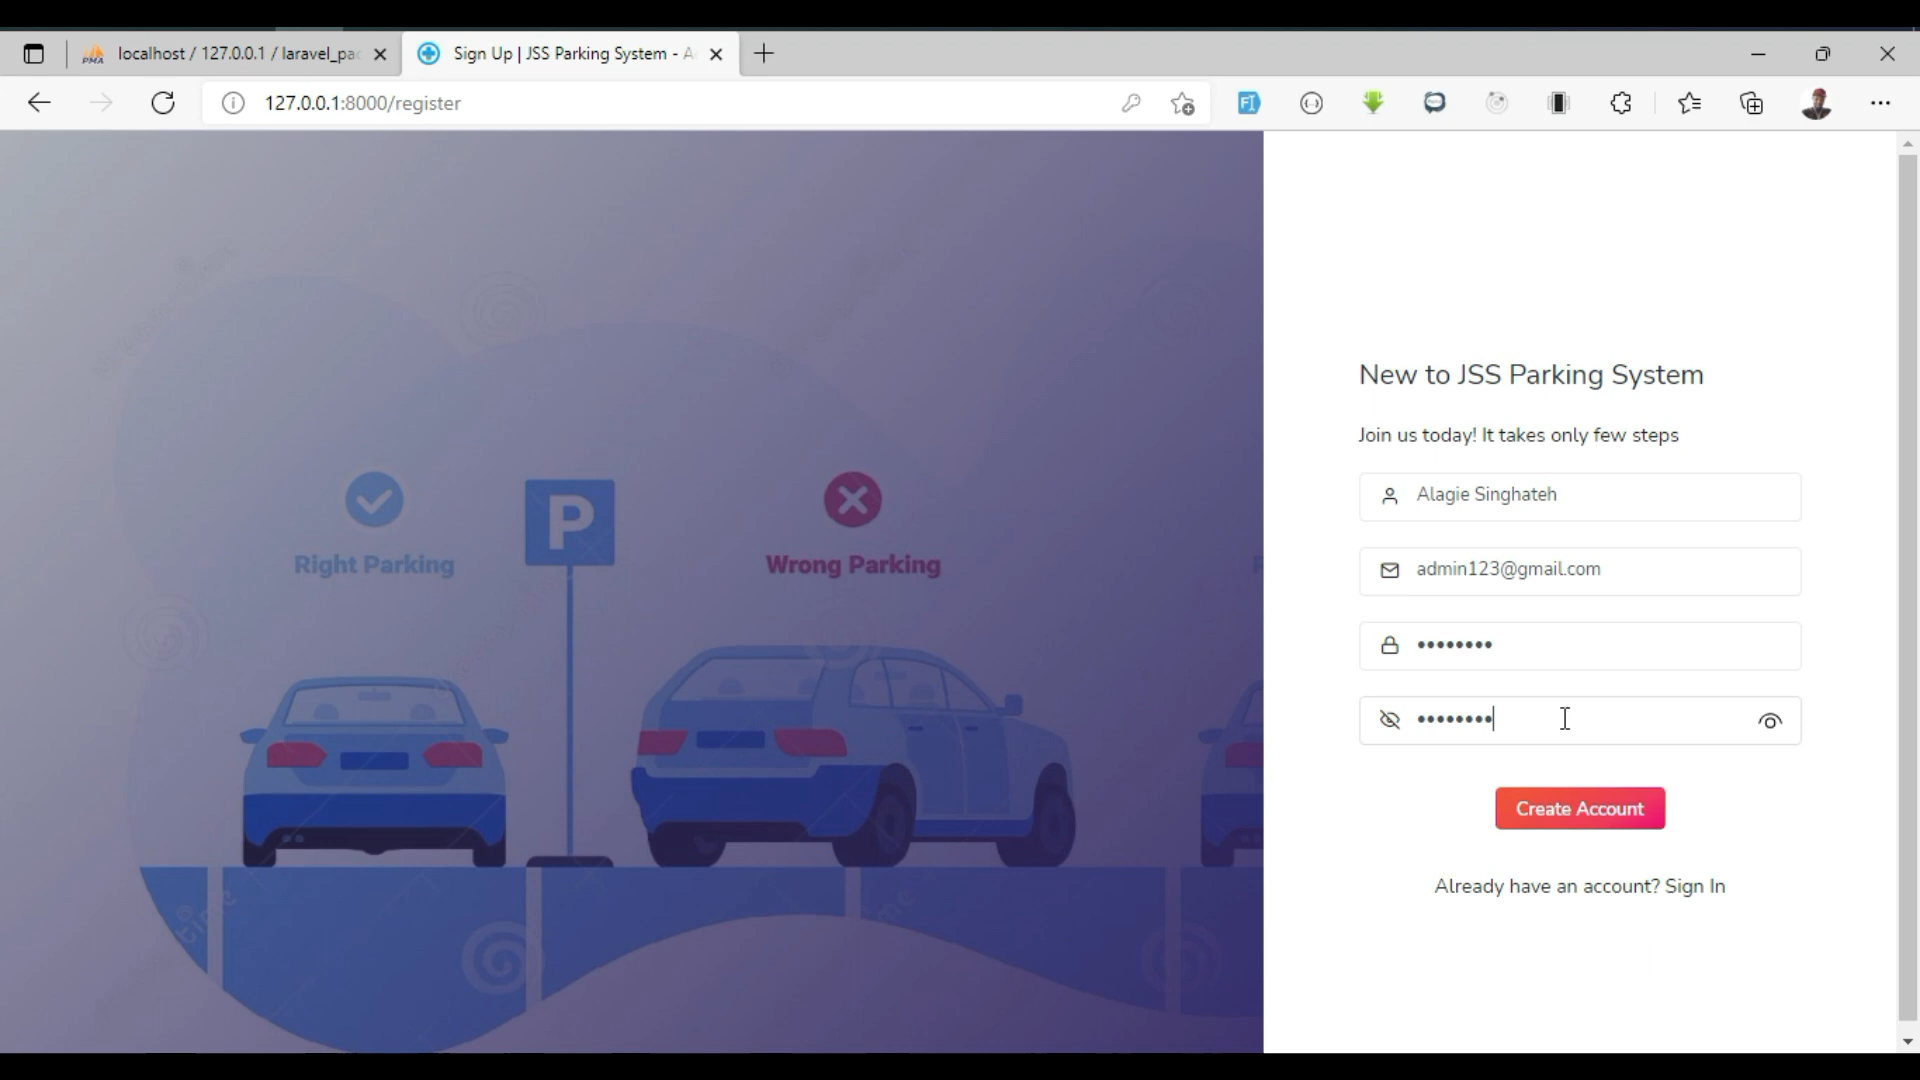 localhost / 127.0.0.1 / laravel_pac
Sign Up | JSS Parking System - A
127.0.0.1:8000/register
New to JSS Parking System
Join us today! It takes only few steps
Alagie Singhateh
admin123@gmail.com
••••••••
••••••••
Create Account
Already have an account? Sign In
Right Parking
P
Wrong Parking